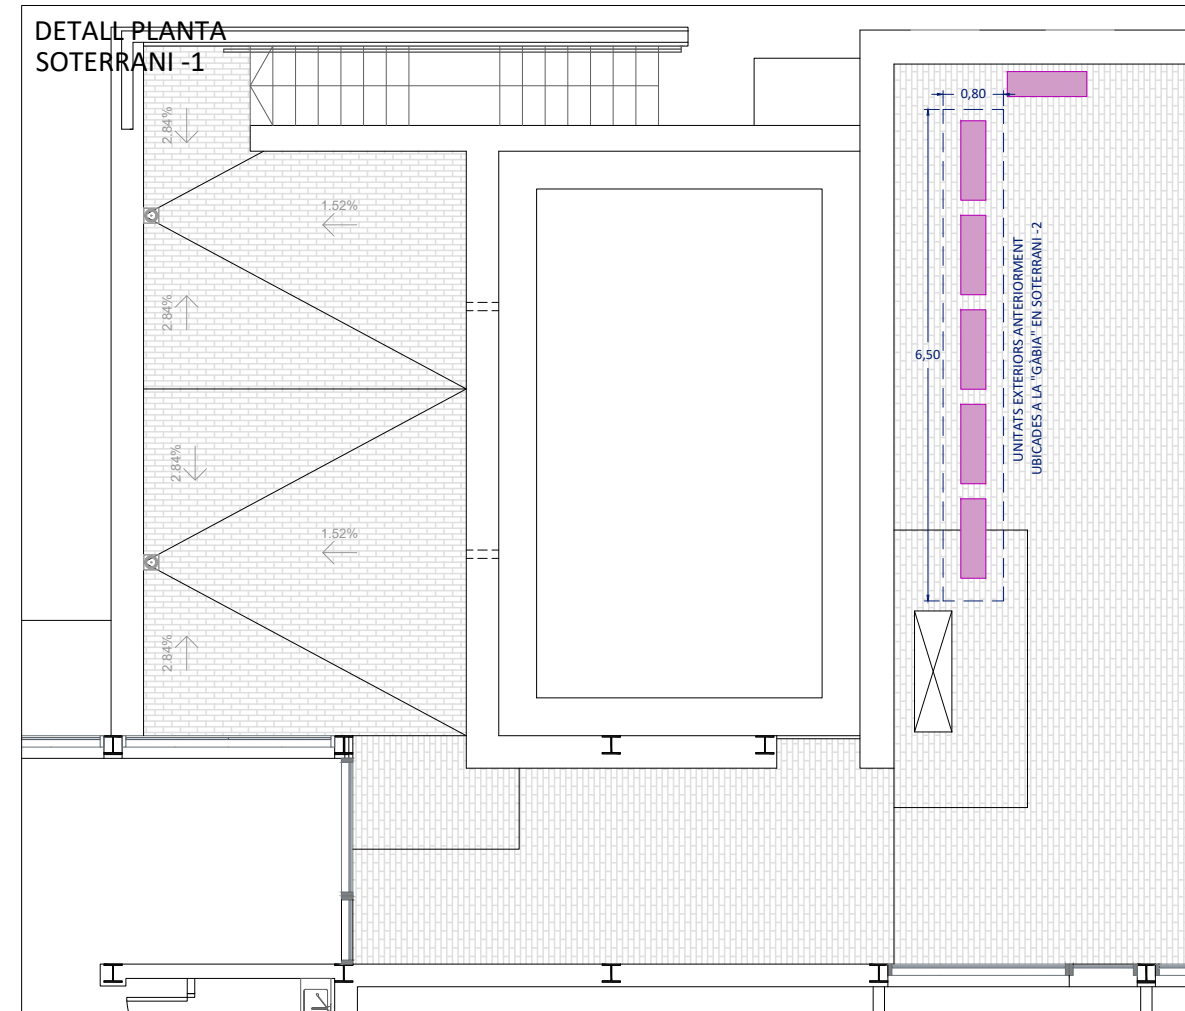 DETALL PLANTA
SOTERRANI -1
0,80
2.84%
1.52%
2.84%
6,50
UNITATS EXTERIORS ANTERIORMENT
UBICADES A LA "GÀBIA" EN SOTERRANI -2
2.84%
1.52%
2.84%